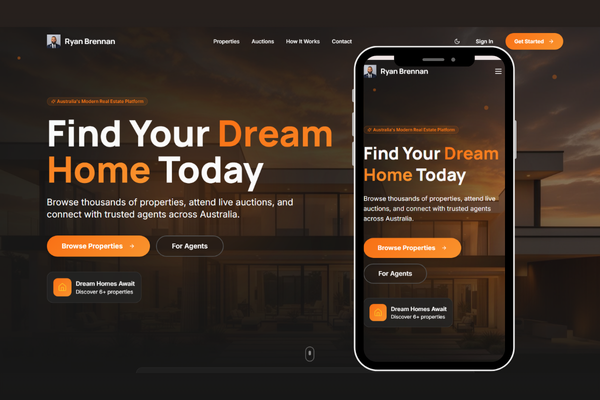 Ryan Brennan
Properties Auctions How It Works Contact
Sign In
Get Started →
Australia's Modern Real Estate Platform
Find Your Dream
Home Today
Browse thousands of properties, attend live auctions, and
connect with trusted agents across Australia.
Browse Properties →
For Agents
Dream Homes Await
Discover 6+ properties
Ryan Brennan
Australia's Modern Real Estate Platform
Find Your Dream
Home Today
Browse thousands of properties, attend live
auctions, and connect with trusted agents
across Australia.
Browse Properties →
For Agents
Dream Homes Await
Discover 6+ properties